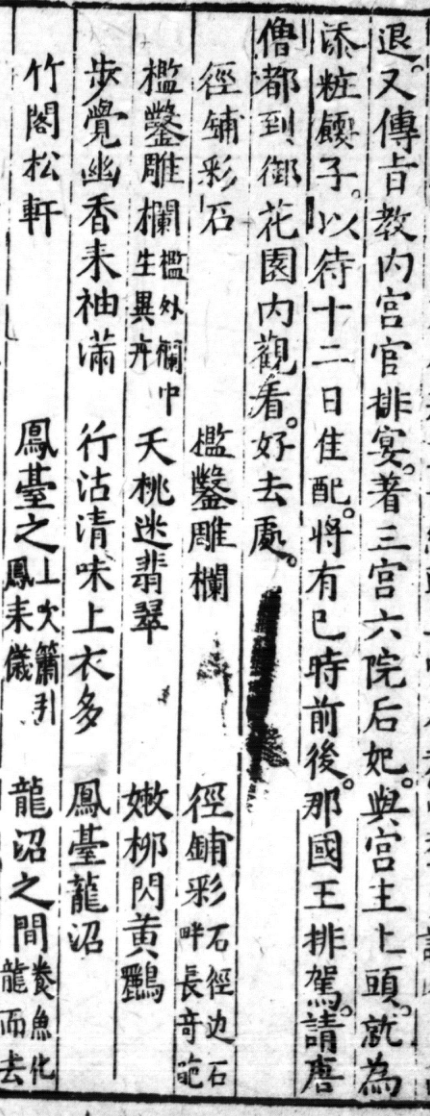 退。又傳旨教内宫官排宴。着三宫六院后妃。與宫主上頭。就為
添粧餪子。以待十二日佳配。將有巳時前後。那國王排駕。請唐
僧都到御花園内觀看。好去處。
徑鋪彩石　檻鑿雕欄　徑鋪彩石徑边石畔長奇葩
檻鑿雕欄檻外欄中生異卉　夭桃迷翡翠　嫩柳閃黄鸝
步覺幽香来袖滿　行沾清味上衣多　鳳臺龍沼
竹閣松軒　鳳臺之上吹簫引鳳来儀　龍沼之間養魚化龍而去